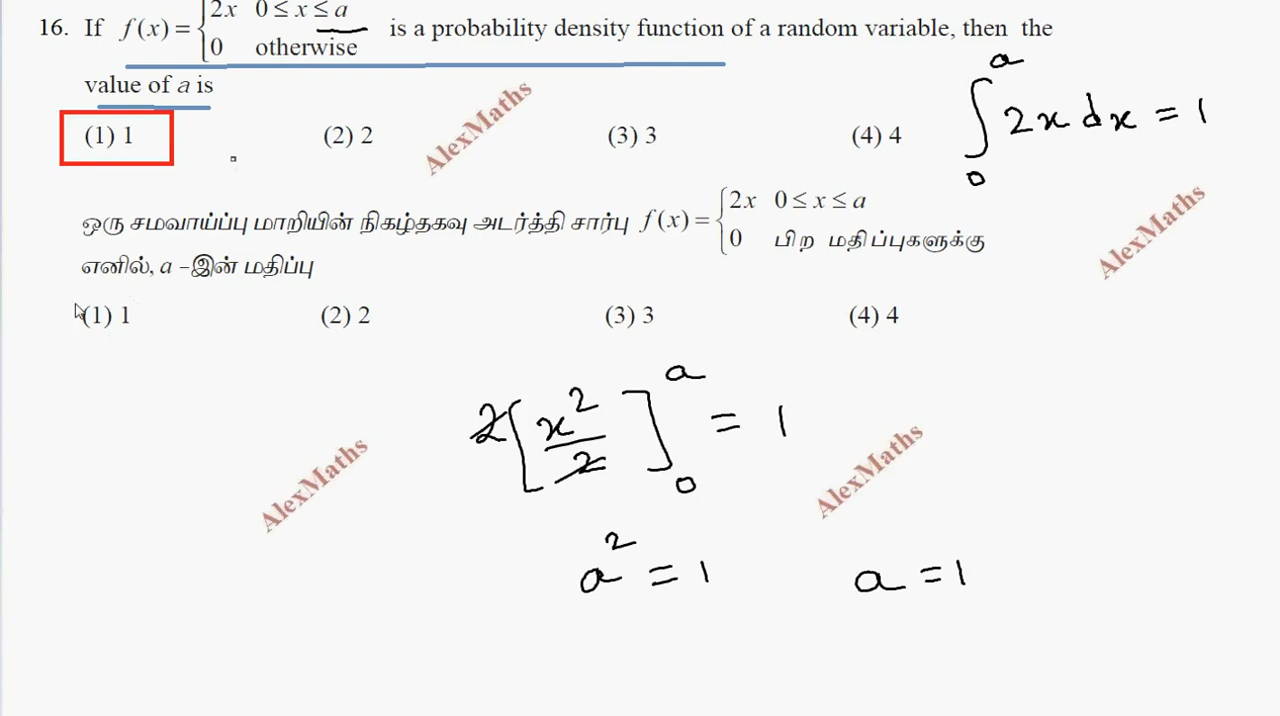 16. If f(x) = {2x 0 ≤ x ≤ a is a probability density function of a random variable, then the
{0 otherwise
value of a is
(1) 1 (2) 2 (3) 3 (4) 4
∫₀ᵃ 2x dx = 1
AlexMaths
AlexMaths
ஒரு சமவாய்ப்பு மாறியின் நிகழ்தகவு அடர்த்தி சார்பு f(x) = {2x 0 ≤ x ≤ a
{0 பிற மதிப்புகளுக்கு
எனில், a –இன் மதிப்பு
(1) 1 (2) 2 (3) 3 (4) 4
2[x²/2]₀ᵃ = 1
AlexMaths
AlexMaths
a² = 1 a = 1